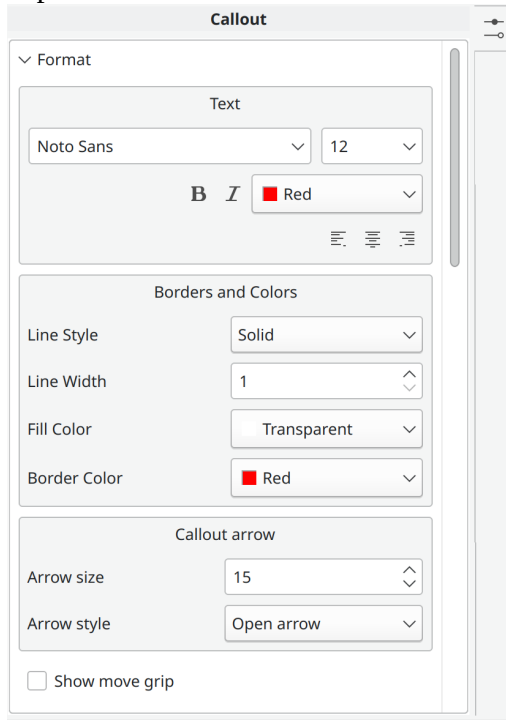 Callout
Format
Text
Noto Sans 12
B I Red
Borders and Colors
Line Style Solid
Line Width 1
Fill Color Transparent
Border Color Red
Callout arrow
Arrow size 15
Arrow style Open arrow
Show move grip